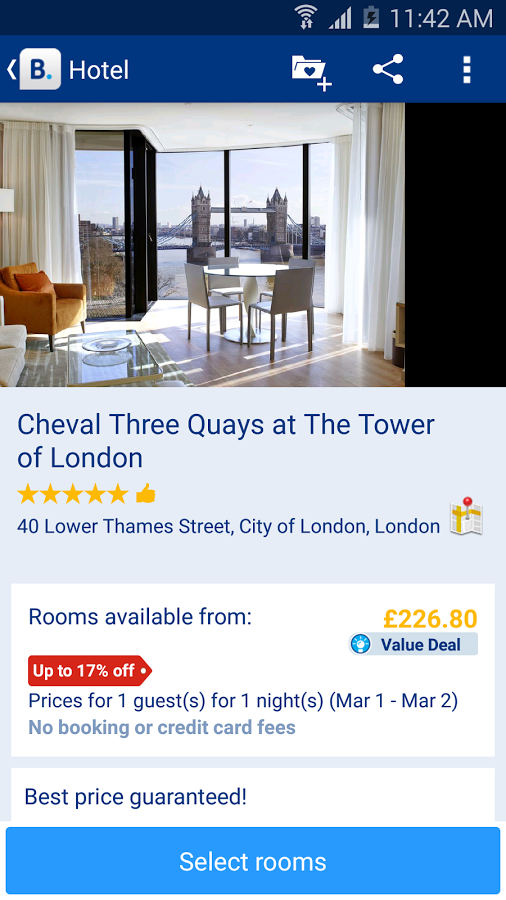 11:42 AM
B. Hotel
Cheval Three Quays at The Tower
of London
40 Lower Thames Street, City of London, London
Rooms available from:
£226.80
Value Deal
Up to 17% off
Prices for 1 guest(s) for 1 night(s) (Mar 1 - Mar 2)
No booking or credit card fees
Best price guaranteed!
Select rooms